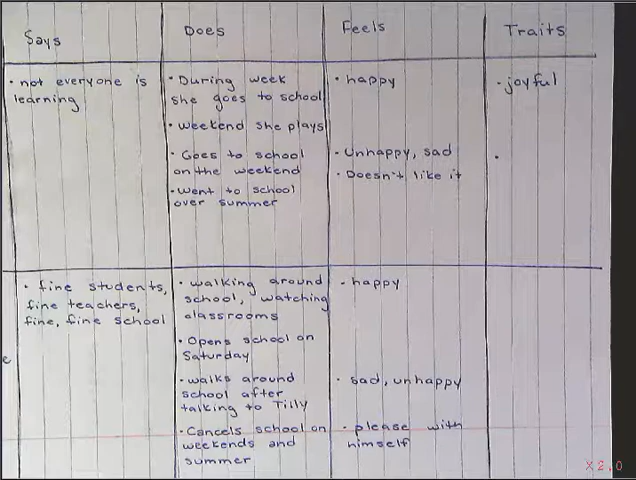 Says
Does
Feels
Traits
• not everyone is
learning
• During week
she goes to school
• weekend she plays
• Goes to school
on the weekend
• went to school
over summer
• happy
• Unhappy, sad
• Doesn't like it
• joyful
•
• fine students,
fine teachers,
fine, fine school
• walking around
school, watching
classrooms
• Opens school on
Saturday
• walks around
school after
talking to Tilly
• Cancels school on
weekends and
summer
• happy
• sad, unhappy
• please with
himself
e
X2.0